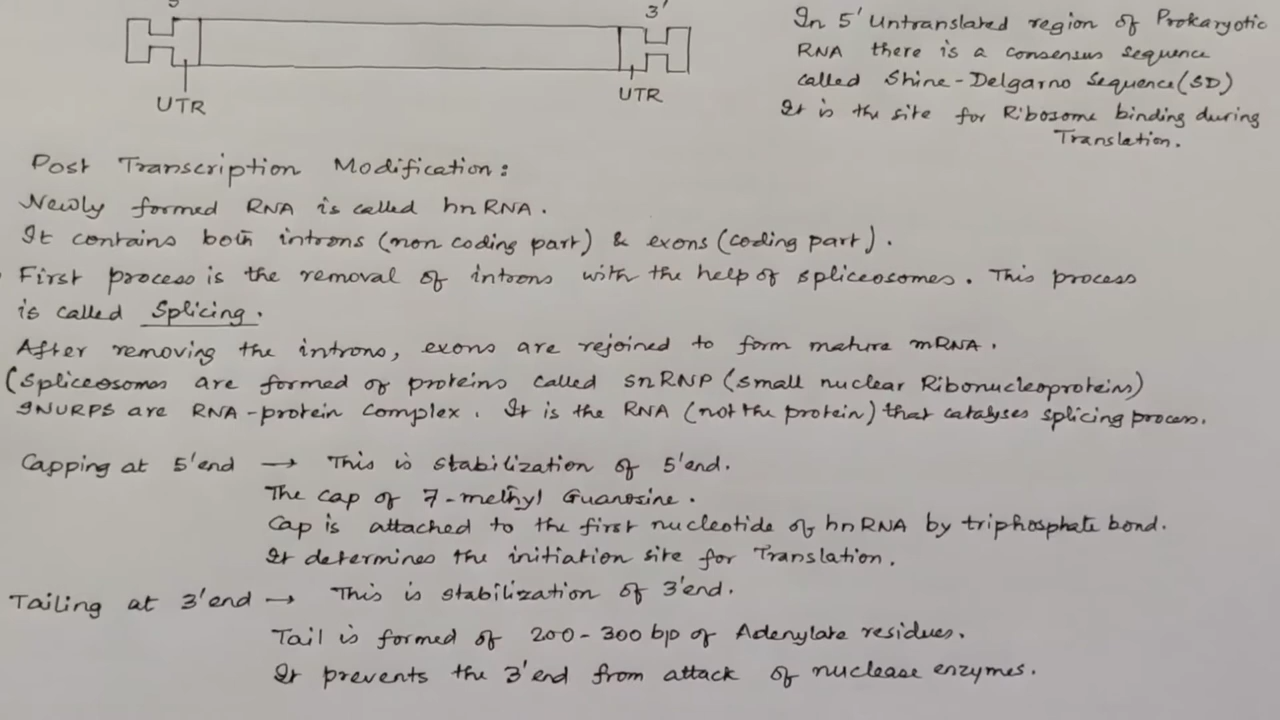 3'
UTR
UTR
In 5' Untranslated region of Prokaryotic
RNA there is a consensus sequence
called Shine-Delgarno Sequence (SD)
It is the site for Ribosome binding during
Translation.
Post Transcription Modification:
Newly formed RNA is called hnRNA.
It contains both introns (non coding part) & exons (coding part).
First process is the removal of introns with the help of spliceosomes. This process
is called Splicing.
After removing the introns, exons are rejoined to form mature mRNA.
(Spliceosomes are formed of proteins called snRNP (small nuclear Ribonucleoproteins)
SNURPS are RNA-protein complex. It is the RNA (not the protein) that catalyses splicing process.
Capping at 5'end → This is stabilization of 5'end.
The cap of 7-methyl Guanosine.
Cap is attached to the first nucleotide of hnRNA by triphosphate bond.
It determines the initiation site for Translation.
Tailing at 3'end → This is stabilization of 3'end.
Tail is formed of 200-300 bp of Adenylate residues.
It prevents the 3'end from attack of nuclease enzymes.